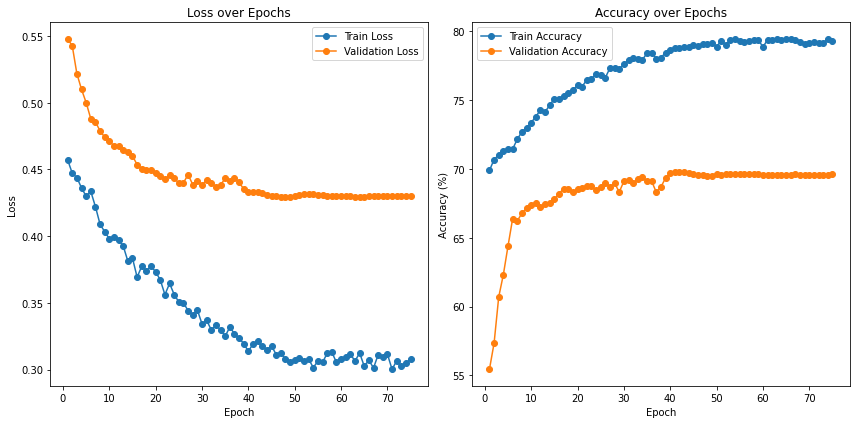 Loss over Epochs
Train Loss
Validation Loss
Loss
0.55
0.50
0.45
0.40
0.35
0.30
0 10 20 30 40 50 60 70
Epoch
Accuracy over Epochs
Train Accuracy
Validation Accuracy
Accuracy (%)
80
75
70
65
60
55
0 10 20 30 40 50 60 70
Epoch